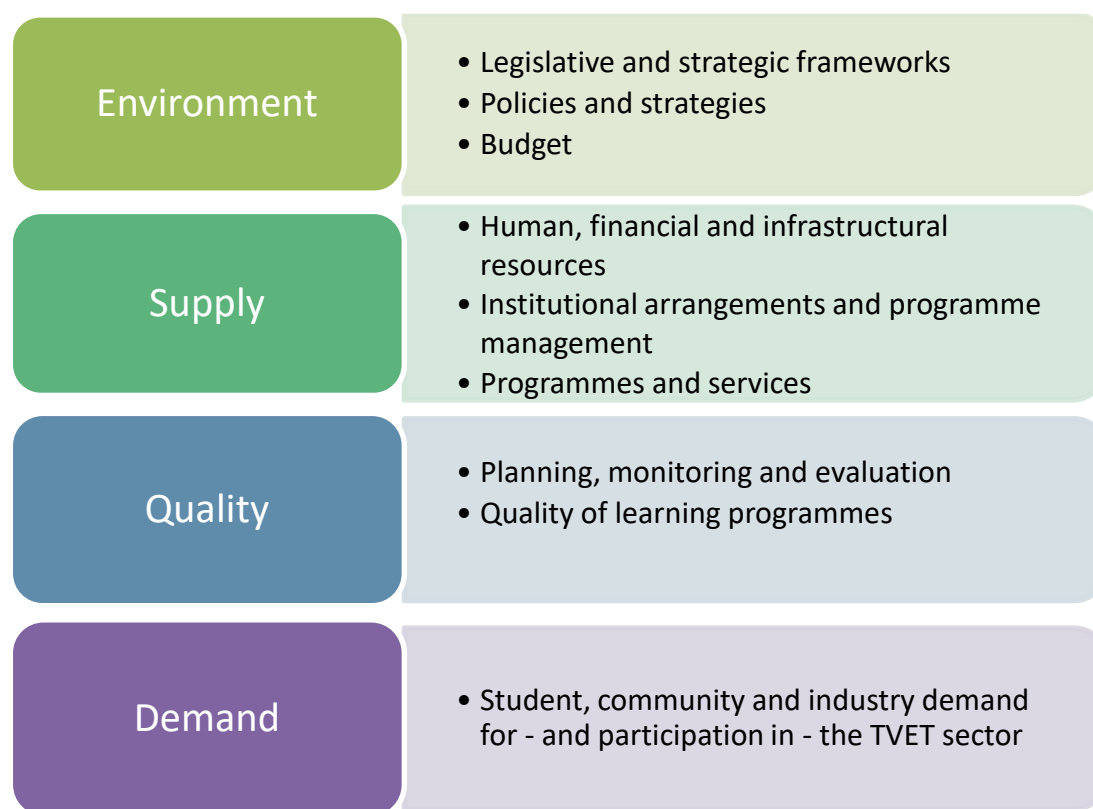 Environment
• Legislative and strategic frameworks
• Policies and strategies
• Budget
Supply
• Human, financial and infrastructural
resources
• Institutional arrangements and programme
management
• Programmes and services
Quality
• Planning, monitoring and evaluation
• Quality of learning programmes
Demand
• Student, community and industry demand
for - and participation in - the TVET sector